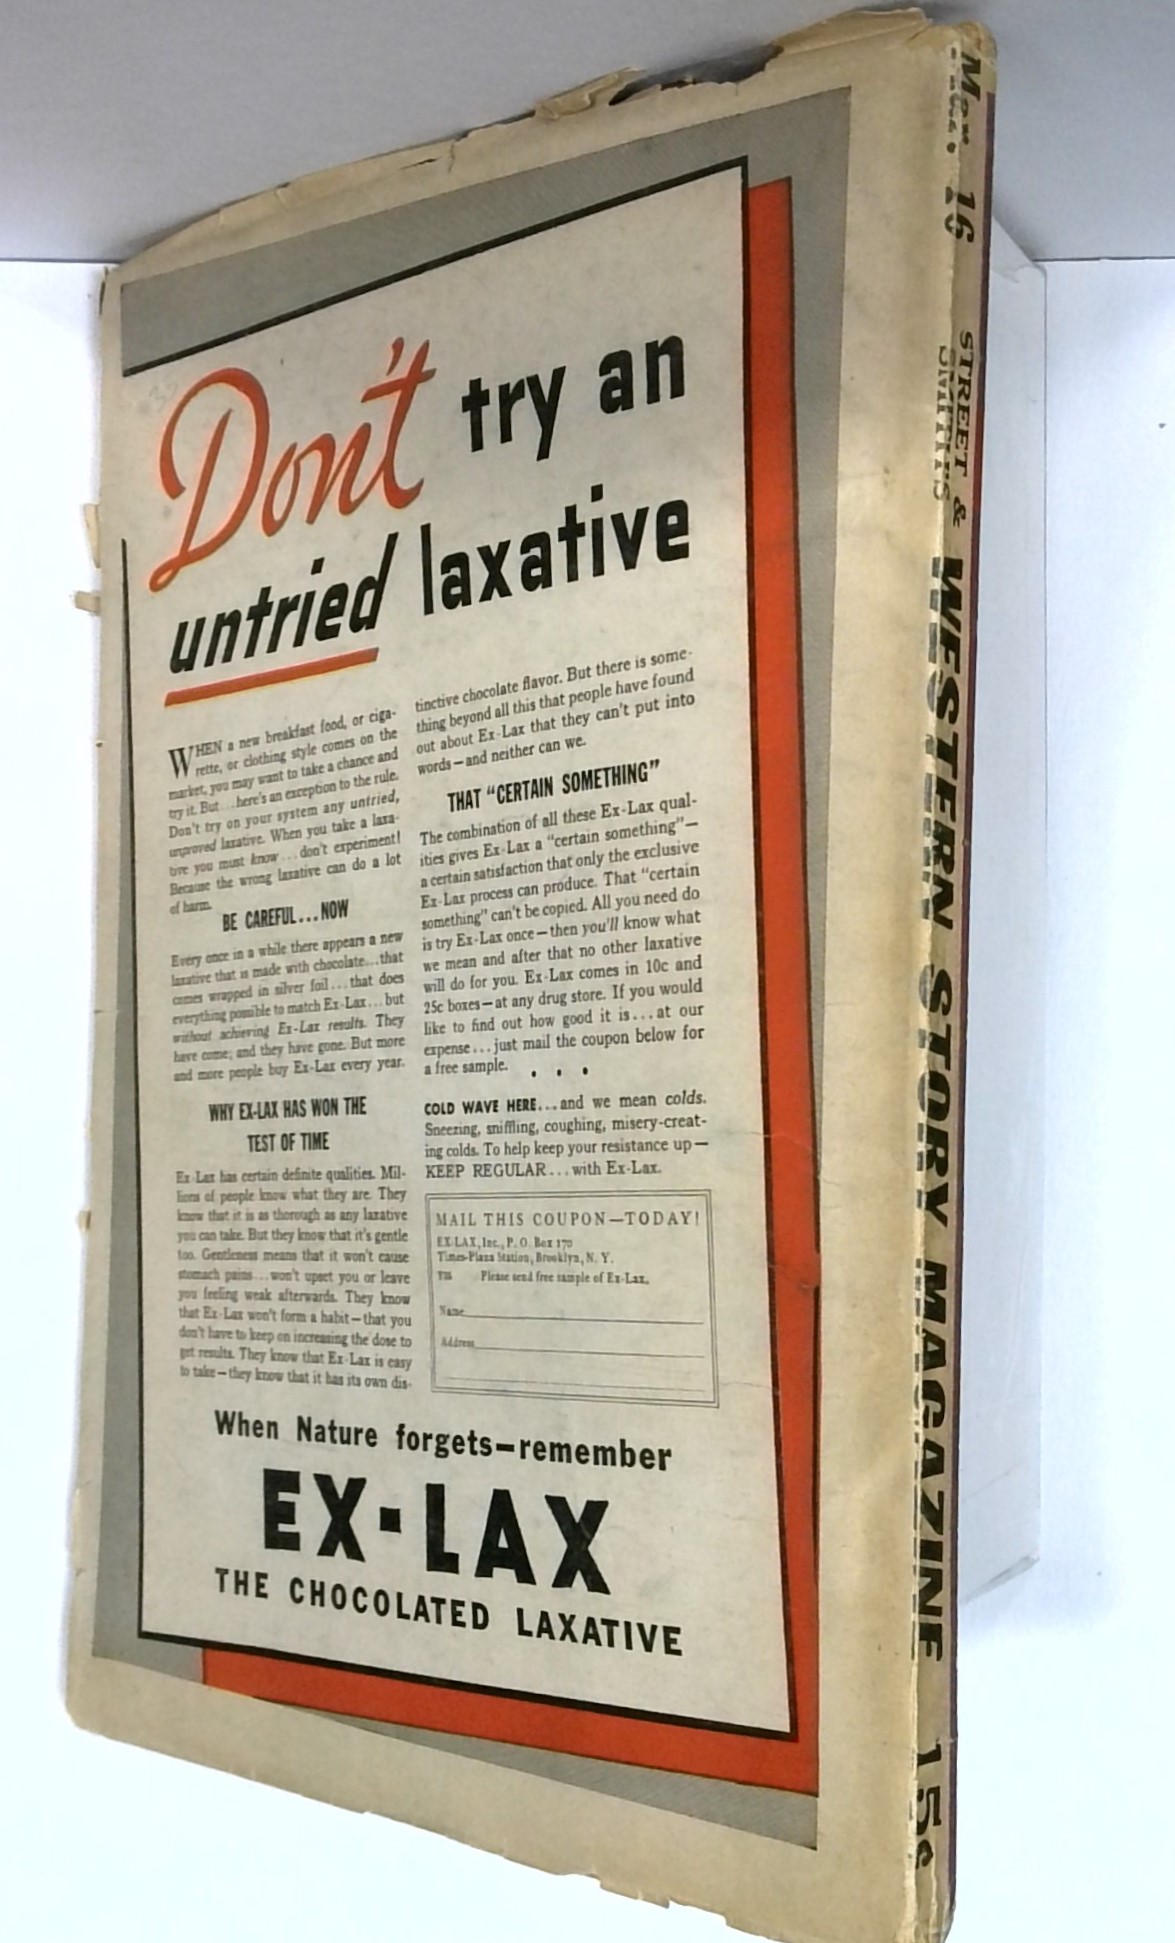 Don't try an
untried laxative
WHEN a new breakfast food, or ciga-
rette, or clothing style comes on the
market, you may want to take a chance and
try it. But...here's an exception to the rule.
Don't try on your system any untried,
unproved laxative. When you take a laxa-
tive you must know...don't experiment!
Because the wrong laxative can do a lot
of harm.
BE CAREFUL...NOW
Every once in a while there appears a new
laxative that is made with chocolate...that
comes wrapped in silver foil...that does
everything possible to match Ex-Lax...but
without achieving Ex-Lax results. They
have come; and they have gone. But more
and more people buy Ex-Lax every year.
WHY EX-LAX HAS WON THE
TEST OF TIME
Ex-Lax has certain definite qualities. Mil-
lions of people know what they are. They
know that it is as thorough as any laxative
you can take. But they know that it's gentle
too. Gentleness means that it won't cause
stomach pains...won't upset you or leave
you feeling weak afterwards. They know
that Ex-Lax won't form a habit—that you
don't have to keep on increasing the dose to
get results. They know that Ex-Lax is easy
to take—they know that it has its own dis-
tinctive chocolate flavor. But there is some-
thing beyond all this that people have found
out about Ex-Lax that they can't put into
words—and neither can we.
THAT "CERTAIN SOMETHING"
The combination of all these Ex-Lax qual-
ities gives Ex-Lax a "certain something"—
a certain satisfaction that only the exclusive
Ex-Lax process can produce. That "certain
something" can't be copied. All you need do
is try Ex-Lax once—then you'll know what
we mean and after that no other laxative
will do for you. Ex-Lax comes in 10c and
25c boxes—at any drug store. If you would
like to find out how good it is...at our
expense...just mail the coupon below for
a free sample.
. . .
COLD WAVE HERE...and we mean colds.
Sneezing, sniffling, coughing, misery-creat-
ing colds. To help keep your resistance up—
KEEP REGULAR...with Ex-Lax.
MAIL THIS COUPON—TODAY!
EX-LAX, Inc., P. O. Box 170
Times-Plaza Station, Brooklyn, N. Y.
Please send free sample of Ex-Lax.
Name
Address
When Nature forgets—remember
EX-LAX
THE CHOCOLATED LAXATIVE
Mar. 16
STREET &
SMITH'S
WESTERN STORY MAGAZINE
15¢